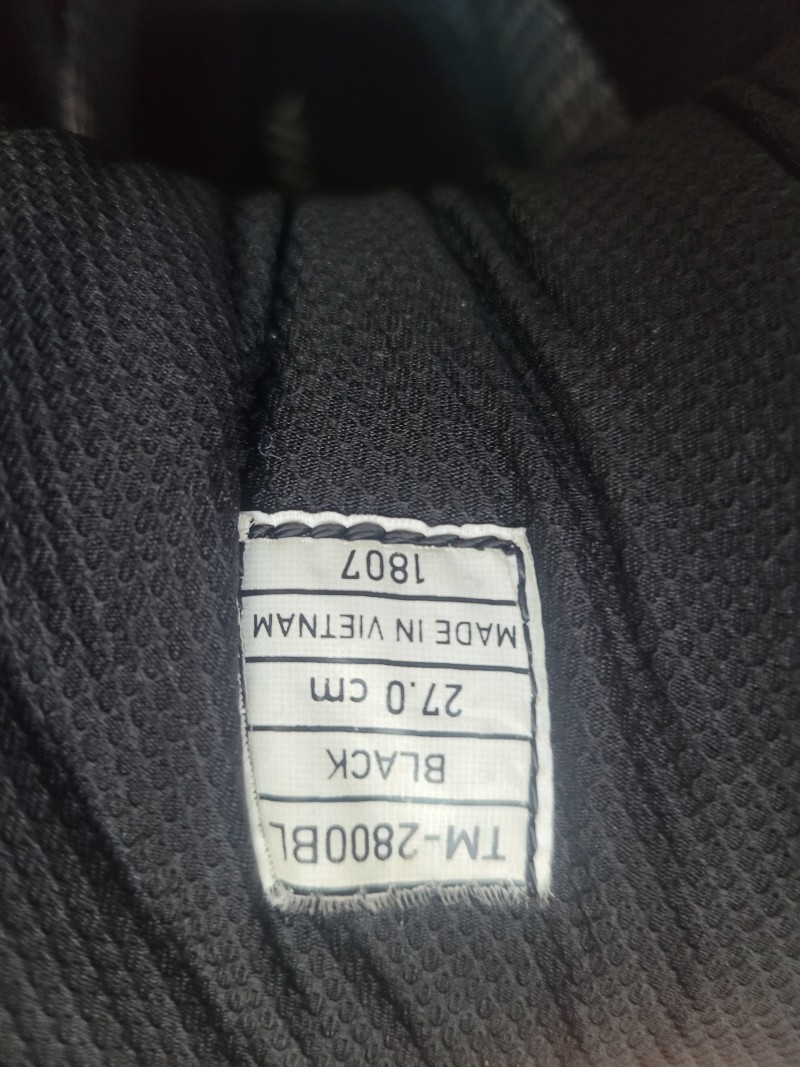 TM-2800BL
BLACK
27.0 cm
MADE IN VIETNAM
1807